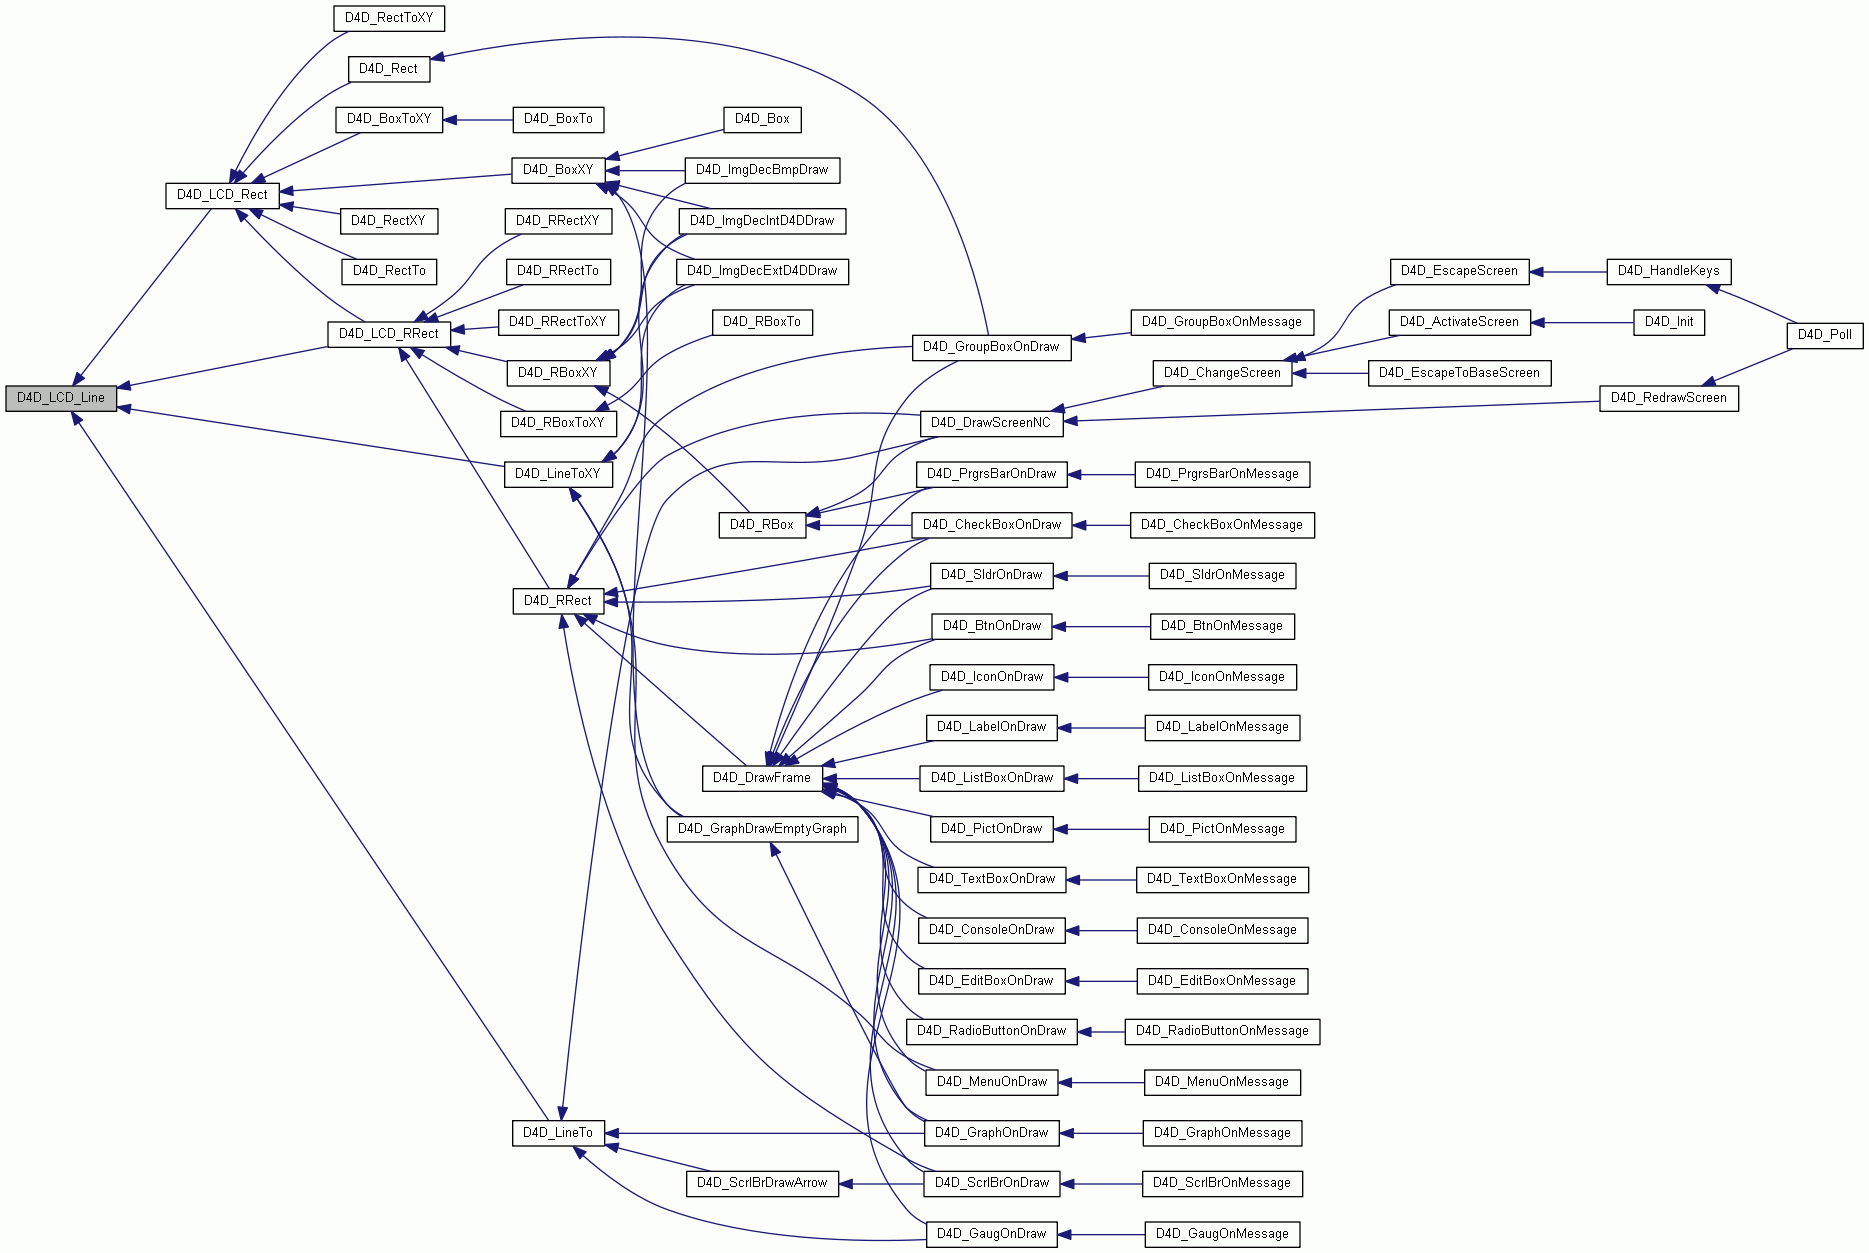 D4D_RectToXY
D4D_Rect
D4D_BoxToXY
D4D_BoxTo
D4D_Box
D4D_BoxXY
D4D_ImgDecBmpDraw
D4D_LCD_Rect
D4D_RectXY
D4D_RRectXY
D4D_ImgDecIntD4DDraw
D4D_RectTo
D4D_RRectTo
D4D_ImgDecExtD4DDraw
D4D_EscapeScreen
D4D_HandleKeys
D4D_LCD_RRect
D4D_RRectToXY
D4D_RBoxTo
D4D_GroupBoxOnMessage
D4D_ActivateScreen
D4D_Init
D4D_Poll
D4D_GroupBoxOnDraw
D4D_RBoxXY
D4D_ChangeScreen
D4D_EscapeToBaseScreen
D4D_LCD_Line
D4D_RedrawScreen
D4D_RBoxToXY
D4D_DrawScreenNC
D4D_LineToXY
D4D_PrgrsBarOnDraw
D4D_PrgrsBarOnMessage
D4D_RBox
D4D_CheckBoxOnDraw
D4D_CheckBoxOnMessage
D4D_SldrOnDraw
D4D_SldrOnMessage
D4D_RRect
D4D_BtnOnDraw
D4D_BtnOnMessage
D4D_IconOnDraw
D4D_IconOnMessage
D4D_LabelOnDraw
D4D_LabelOnMessage
D4D_DrawFrame
D4D_ListBoxOnDraw
D4D_ListBoxOnMessage
D4D_GraphDrawEmptyGraph
D4D_PictOnDraw
D4D_PictOnMessage
D4D_TextBoxOnDraw
D4D_TextBoxOnMessage
D4D_ConsoleOnDraw
D4D_ConsoleOnMessage
D4D_EditBoxOnDraw
D4D_EditBoxOnMessage
D4D_RadioButtonOnDraw
D4D_RadioButtonOnMessage
D4D_MenuOnDraw
D4D_MenuOnMessage
D4D_LineTo
D4D_GraphOnDraw
D4D_GraphOnMessage
D4D_ScrlBrDrawArrow
D4D_ScrlBrOnDraw
D4D_ScrlBrOnMessage
D4D_GaugOnDraw
D4D_GaugOnMessage